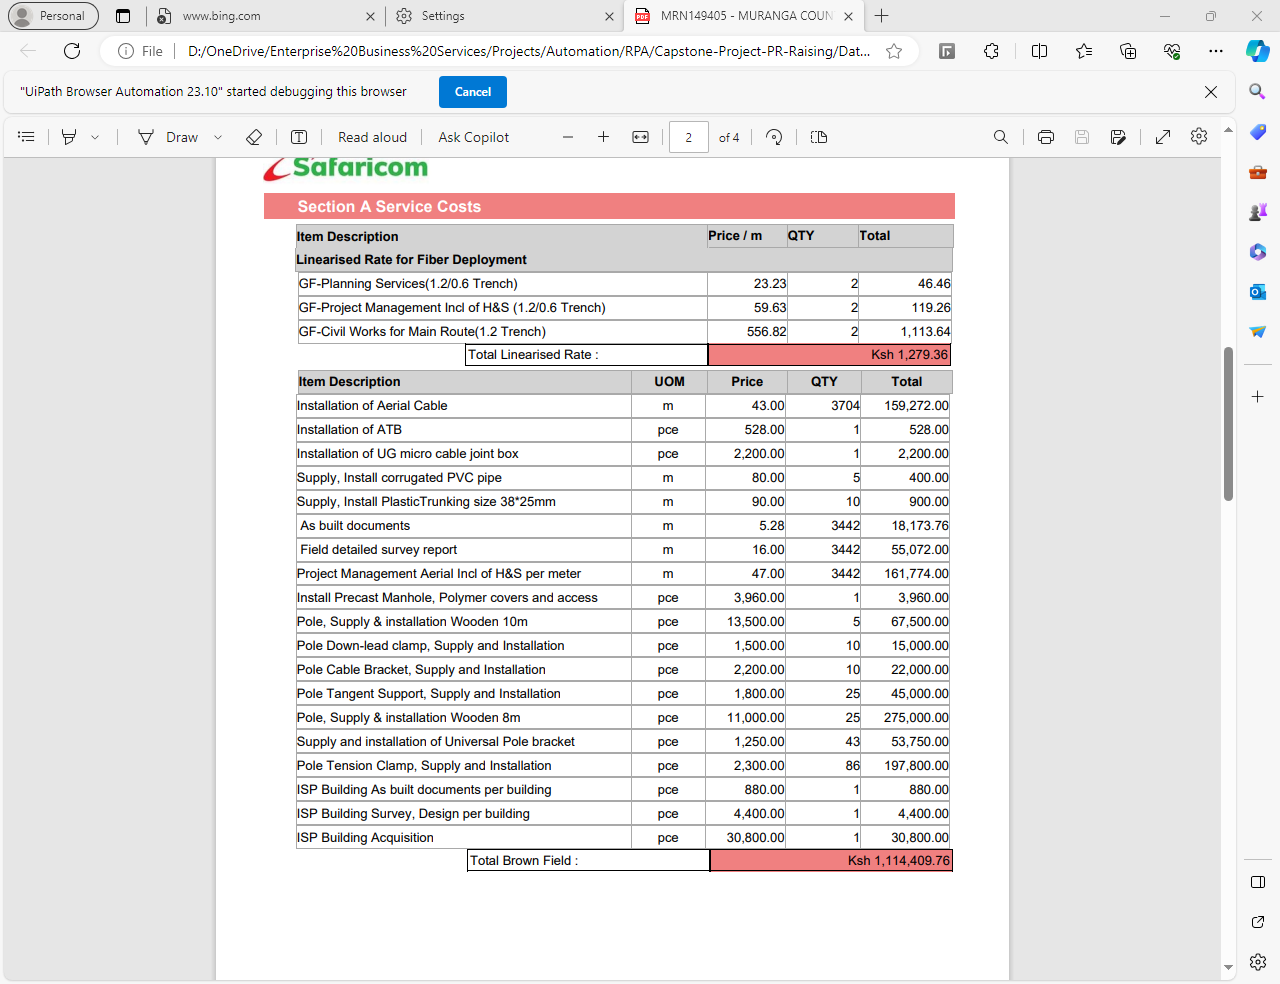 Personal
www.bing.com
Settings
MRN149405 - MURANGA COUN
File
D:/OneDrive/Enterprise%20Business%20Services/Projects/Automation/RPA/Capstone-Project-PR-Raising/Dat...
"UiPath Browser Automation 23.10" started debugging this browser
Cancel
Draw
Read aloud
Ask Copilot
2 of 4
Safaricom
Section A Service Costs
Item Description Price / m QTY Total
Linearised Rate for Fiber Deployment
GF-Planning Services(1.2/0.6 Trench) 23.23 2 46.46
GF-Project Management Incl of H&S (1.2/0.6 Trench) 59.63 2 119.26
GF-Civil Works for Main Route(1.2 Trench) 556.82 2 1,113.64
Total Linearised Rate : Ksh 1,279.36
Item Description UOM Price QTY Total
Installation of Aerial Cable m 43.00 3704 159,272.00
Installation of ATB pce 528.00 1 528.00
Installation of UG micro cable joint box pce 2,200.00 1 2,200.00
Supply, Install corrugated PVC pipe m 80.00 5 400.00
Supply, Install PlasticTrunking size 38*25mm m 90.00 10 900.00
As built documents m 5.28 3442 18,173.76
Field detailed survey report m 16.00 3442 55,072.00
Project Management Aerial Incl of H&S per meter m 47.00 3442 161,774.00
Install Precast Manhole, Polymer covers and access pce 3,960.00 1 3,960.00
Pole, Supply & installation Wooden 10m pce 13,500.00 5 67,500.00
Pole Down-lead clamp, Supply and Installation pce 1,500.00 10 15,000.00
Pole Cable Bracket, Supply and Installation pce 2,200.00 10 22,000.00
Pole Tangent Support, Supply and Installation pce 1,800.00 25 45,000.00
Pole, Supply & installation Wooden 8m pce 11,000.00 25 275,000.00
Supply and installation of Universal Pole bracket pce 1,250.00 43 53,750.00
Pole Tension Clamp, Supply and Installation pce 2,300.00 86 197,800.00
ISP Building As built documents per building pce 880.00 1 880.00
ISP Building Survey, Design per building pce 4,400.00 1 4,400.00
ISP Building Acquisition pce 30,800.00 1 30,800.00
Total Brown Field : Ksh 1,114,409.76